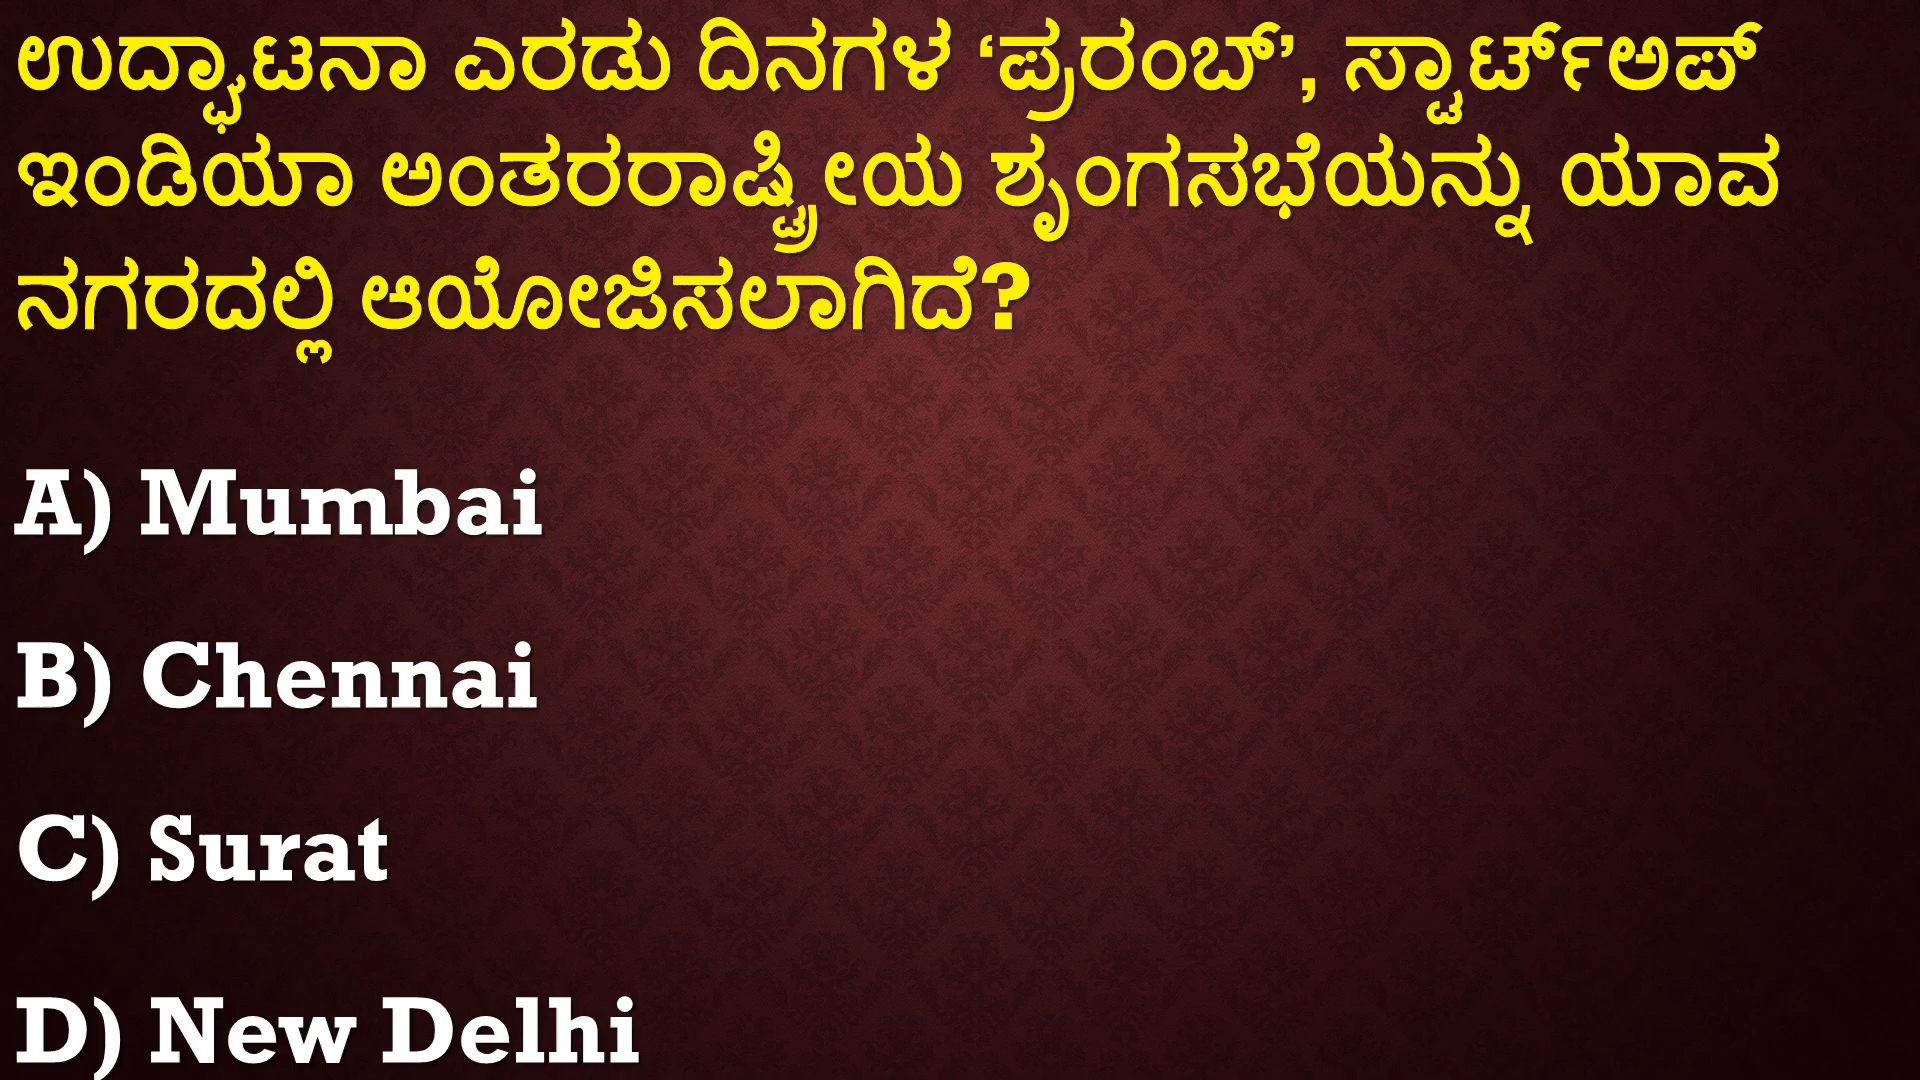 ಉದ್ಘಾಟನಾ ಎರಡು ದಿನಗಳ ‘ಪ್ರರಂಬ್’, ಸ್ಟಾರ್ಟ್ಅಪ್
ಇಂಡಿಯಾ ಅಂತರರಾಷ್ಟ್ರೀಯ ಶೃಂಗಸಭೆಯನ್ನು ಯಾವ
ನಗರದಲ್ಲಿ ಆಯೋಜಿಸಲಾಗಿದೆ?
A) Mumbai
B) Chennai
C) Surat
D) New Delhi